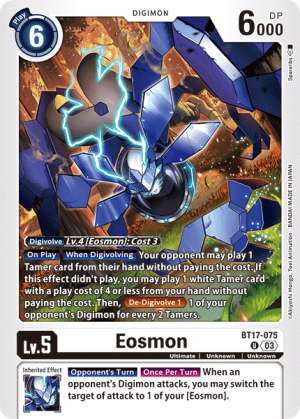 Play
6
DIGIMON
DP
6000
Digivolve Lv.4 [Eosmon]: Cost 3
On Play When Digivolving Your opponent may play 1
Tamer card from their hand without paying the cost. If
this effect didn't play, you may play 1 white Tamer card
with a play cost of 4 or less from your hand without
paying the cost. Then, De-Digivolve 1 1 of your
opponent's Digimon for every 2 Tamers.
Lv.5
Eosmon
BT17-075
U 03
Ultimate | Unknown | Unknown
Inherited Effect
Opponent's Turn Once Per Turn When an
opponent's Digimon attacks, you may switch the
target of attack to 1 of your [Eosmon].